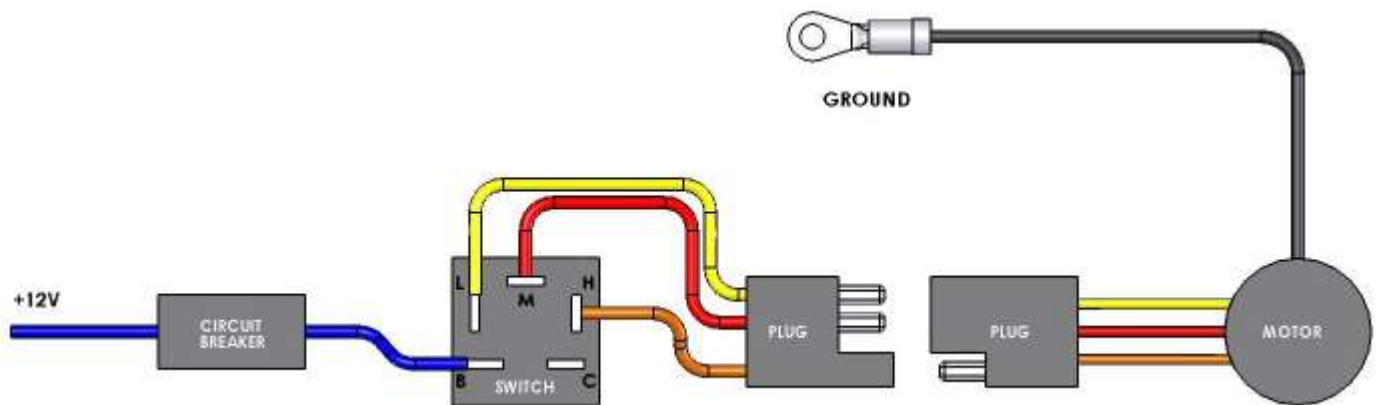 GROUND
+12V
CIRCUIT
BREAKER
L
M
H
B
C
SWITCH
PLUG
PLUG
MOTOR